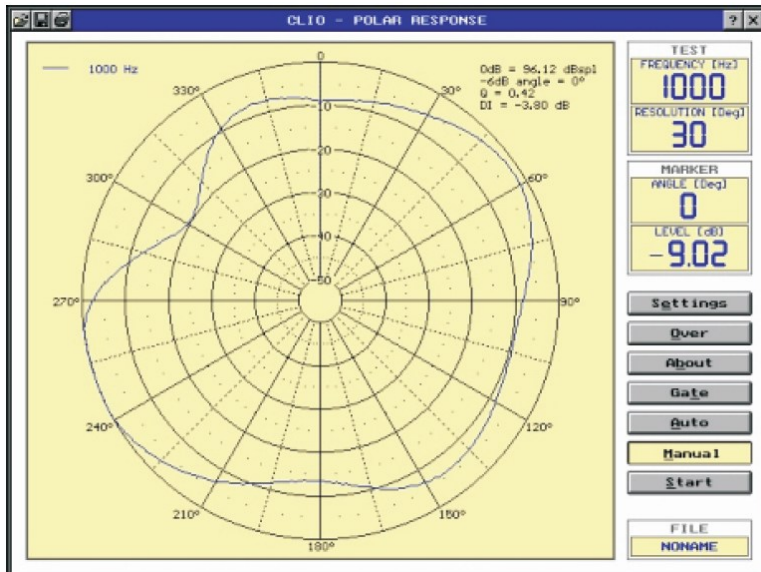 CLIO - POLAR RESPONSE
? X
1000 Hz
0dB = 96.12 dBspl
-6dB angle = 0°
Q = 0.42
DI = -3.80 dB
0
30°
60°
90°
120°
150°
180°
210°
240°
270°
300°
330°
-10
-20
-30
-40
-50
TEST
FREQUENCY [Hz]
1000
RESOLUTION [Deg]
30
MARKER
ANGLE [Deg]
0
LEVEL [dB]
-9.02
Settings
Over
About
Gate
Auto
Manual
Start
FILE
NONAME